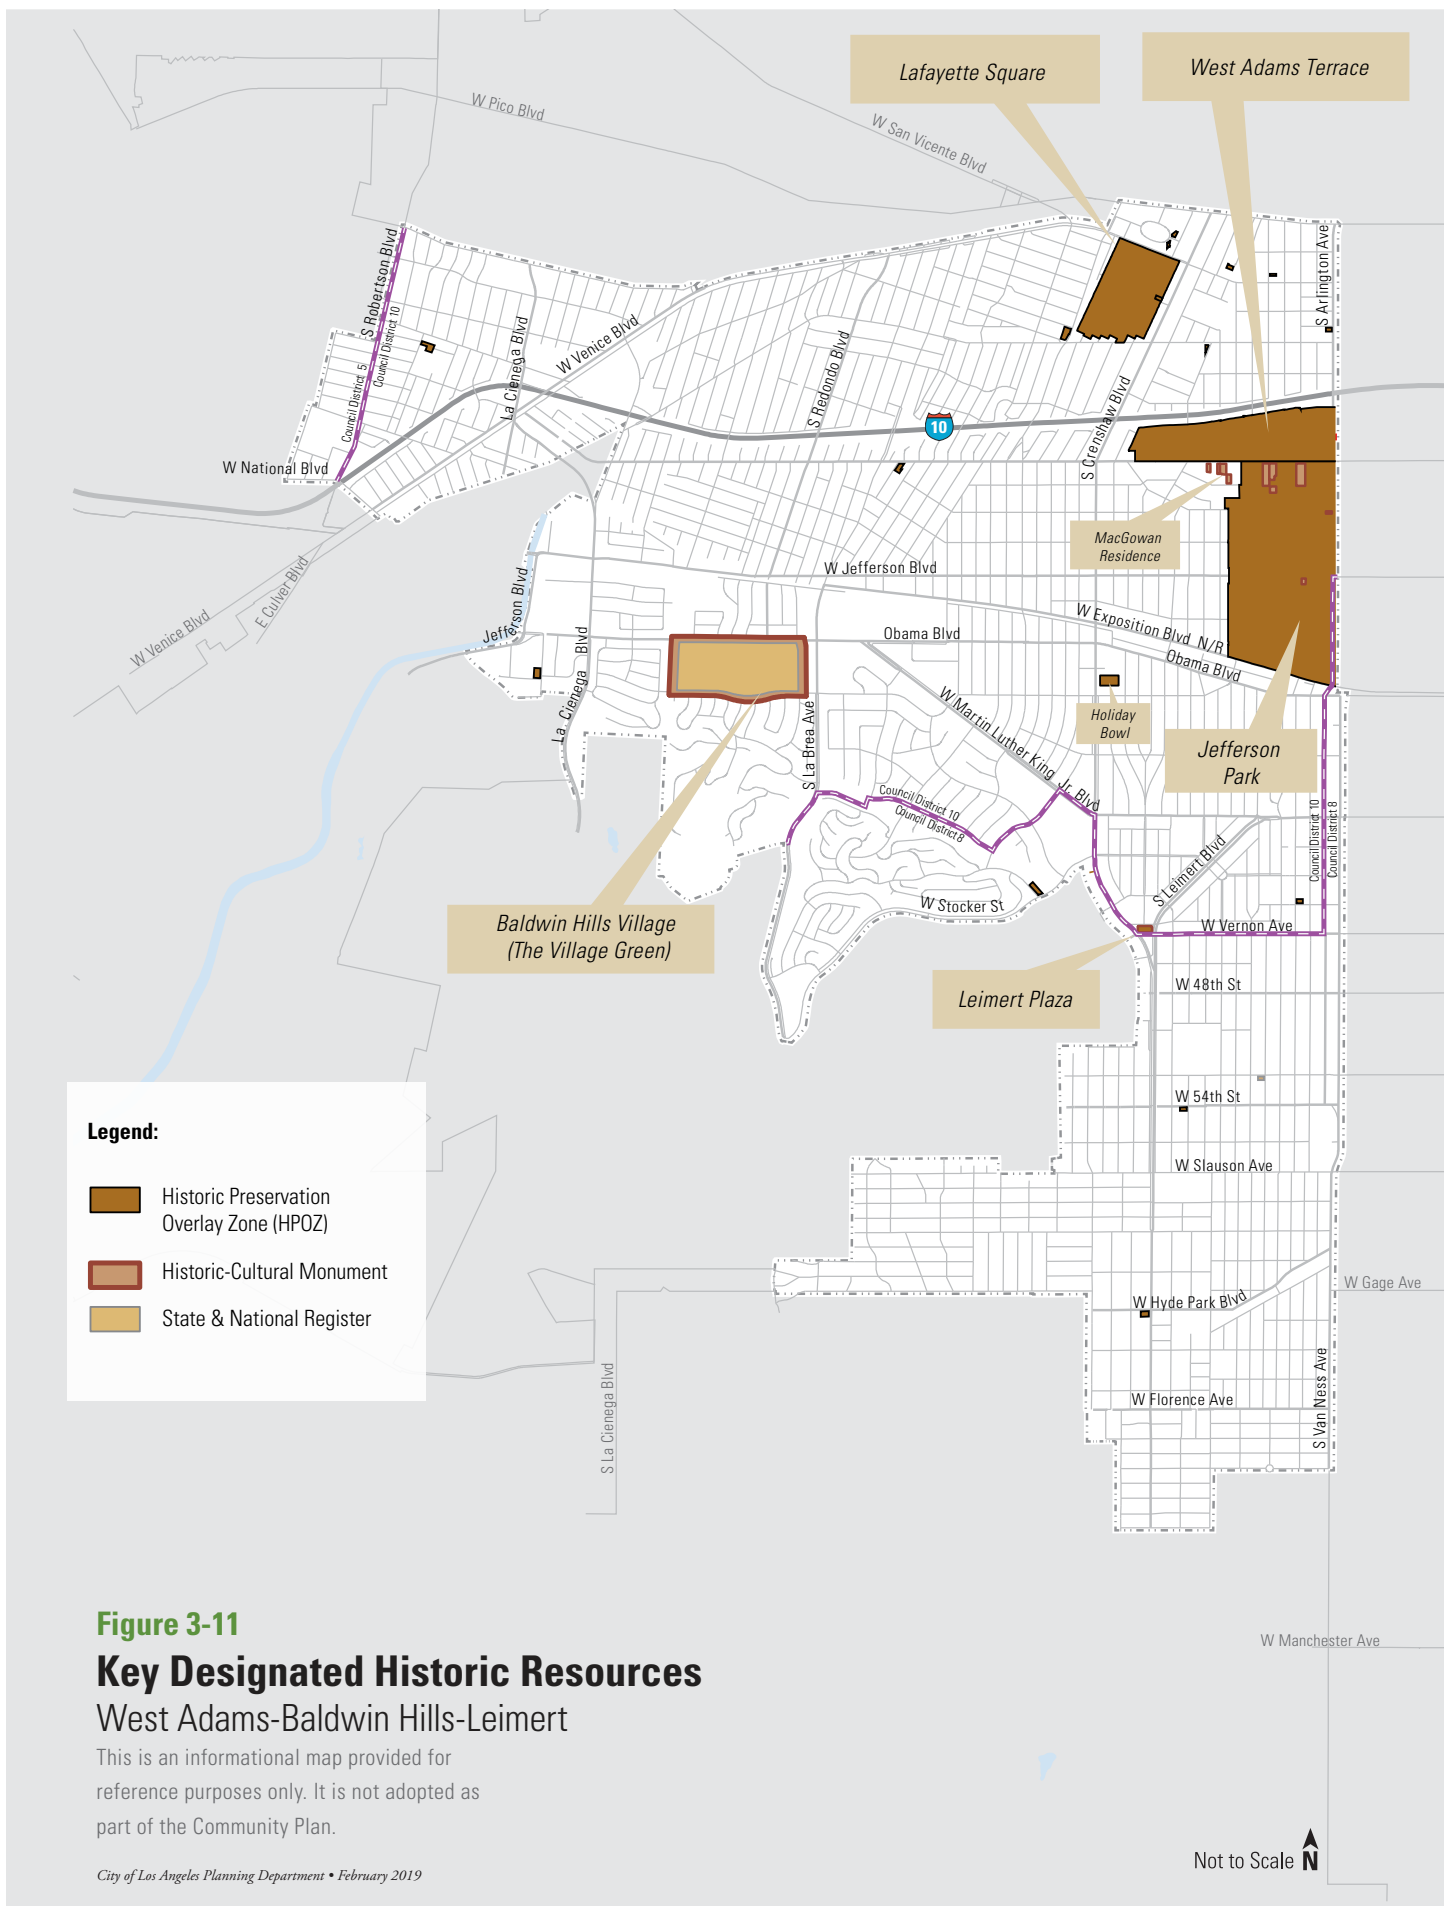 Lafayette Square
West Adams Terrace
W Pico Blvd
W San Vicente Blvd
S Robertson Blvd
S Arlington Ave
Council District 10
Council District 5
La Cienega Blvd
W Venice Blvd
S Redondo Blvd
S Crenshaw Blvd
10
W National Blvd
MacGowan
Residence
W Jefferson Blvd
E Culver Blvd
Jefferson Blvd
W Venice Blvd
W Exposition Blvd N/R
Obama Blvd
Obama Blvd
La Cienega Blvd
W Martin Luther King Jr. Blvd
Holiday
Bowl
S La Brea Ave
Jefferson
Park
Council District 10
Council District 8
Council District 10
Council District 8
S Leimert Blvd
W Stocker St
W Vernon Ave
Baldwin Hills Village
(The Village Green)
Leimert Plaza
W 48th St
W 54th St
W Slauson Ave
Legend:
Historic Preservation
Overlay Zone (HPOZ)
Historic-Cultural Monument
State & National Register
W Gage Ave
W Hyde Park Blvd
S La Cienega Blvd
S Van Ness Ave
W Florence Ave
Figure 3-11
Key Designated Historic Resources
West Adams-Baldwin Hills-Leimert
This is an informational map provided for
reference purposes only. It is not adopted as
part of the Community Plan.
City of Los Angeles Planning Department • February 2019
W Manchester Ave
Not to Scale N